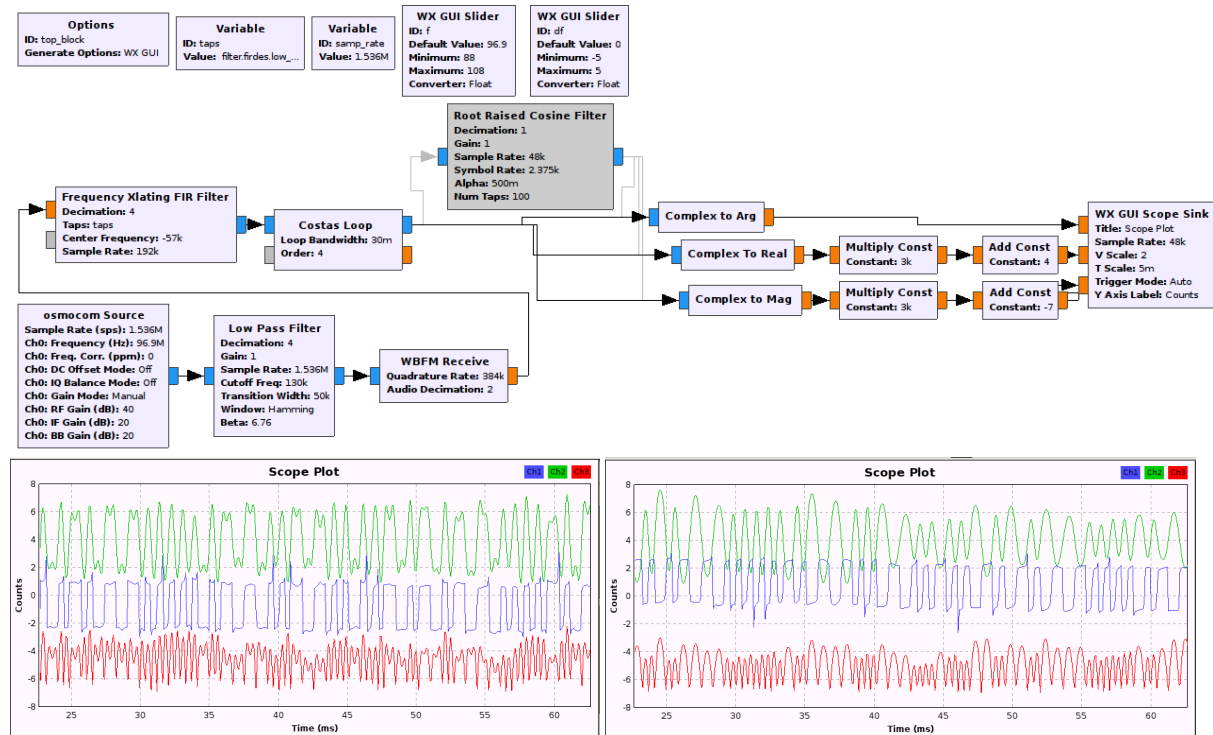 Options
ID: top_block
Generate Options: WX GUI
Variable
ID: taps
Value: filter.firdes.low_...
Variable
ID: samp_rate
Value: 1.536M
WX GUI Slider
ID: f
Default Value: 96.9
Minimum: 88
Maximum: 108
Converter: Float
WX GUI Slider
ID: df
Default Value: 0
Minimum: -5
Maximum: 5
Converter: Float
Root Raised Cosine Filter
Decimation: 1
Gain: 1
Sample Rate: 48k
Symbol Rate: 2.375k
Alpha: 500m
Num Taps: 100
Frequency Xlating FIR Filter
Decimation: 4
Taps: taps
Center Frequency: -57k
Sample Rate: 192k
Costas Loop
Loop Bandwidth: 30m
Order: 4
Complex to Arg
Complex To Real
Complex to Mag
Multiply Const
Constant: 3k
Multiply Const
Constant: 3k
Add Const
Constant: 4
Add Const
Constant: -7
WX GUI Scope Sink
Title: Scope Plot
Sample Rate: 48k
V Scale: 2
T Scale: 5m
Trigger Mode: Auto
Y Axis Label: Counts
osmocom Source
Sample Rate (sps): 1.536M
Ch0: Frequency (Hz): 96.9M
Ch0: Freq. Corr. (ppm): 0
Ch0: DC Offset Mode: Off
Ch0: IQ Balance Mode: Off
Ch0: Gain Mode: Manual
Ch0: RF Gain (dB): 40
Ch0: IF Gain (dB): 20
Ch0: BB Gain (dB): 20
Low Pass Filter
Decimation: 4
Gain: 1
Sample Rate: 1.536M
Cutoff Freq: 130k
Transition Width: 50k
Window: Hamming
Beta: 6.76
WBFM Receive
Quadrature Rate: 384k
Audio Decimation: 2
Scope Plot
Ch1 Ch2 Ch3
8
6
4
2
0
-2
-4
-6
-8
Counts
25 30 35 40 45 50 55 60
Time (ms)
Scope Plot
Ch1 Ch2 Ch3
8
6
4
2
0
-2
-4
-6
-8
Counts
25 30 35 40 45 50 55 60
Time (ms)